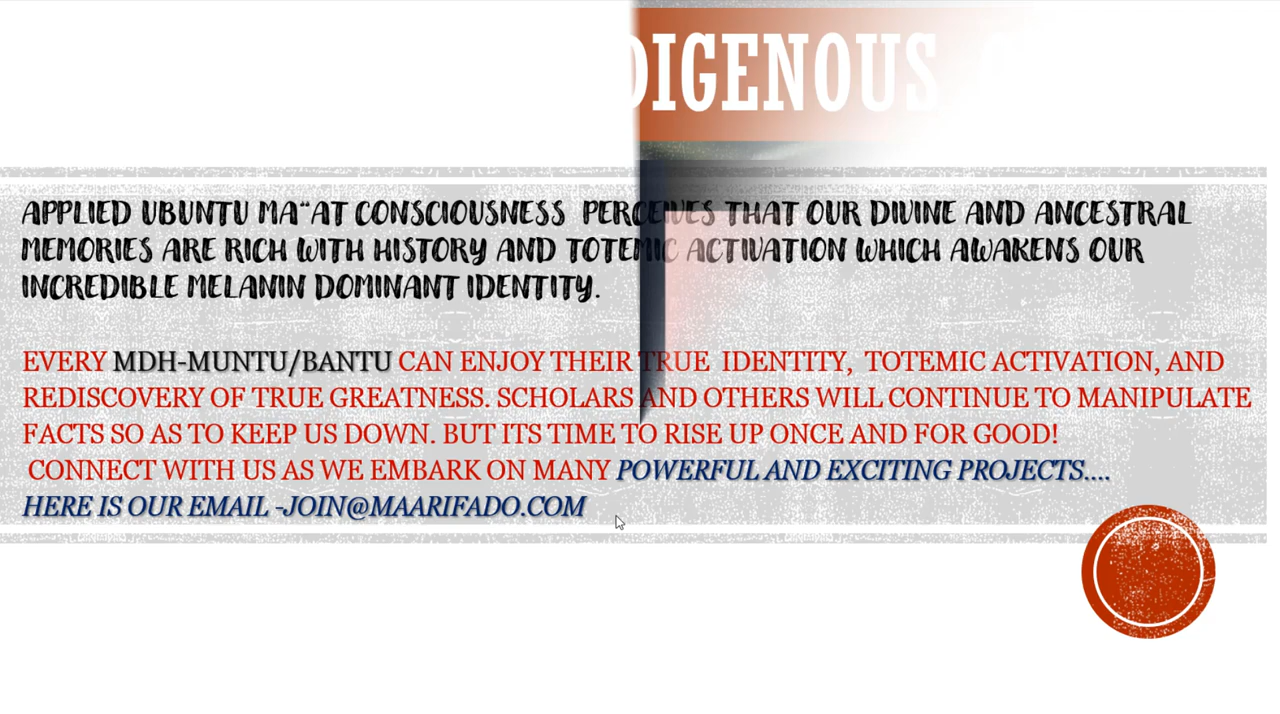 DIGENOUS
APPLIED UBUNTU MA¨AT CONSCIOUSNESS PERCEIVES THAT OUR DIVINE AND ANCESTRAL
MEMORIES ARE RICH WITH HISTORY AND TOTEMIC ACTIVATION WHICH AWAKENS OUR
INCREDIBLE MELANIN DOMINANT IDENTITY.
EVERY MDH-MUNTU/BANTU CAN ENJOY THEIR TRUE IDENTITY, TOTEMIC ACTIVATION, AND
REDISCOVERY OF TRUE GREATNESS. SCHOLARS AND OTHERS WILL CONTINUE TO MANIPULATE
FACTS SO AS TO KEEP US DOWN. BUT ITS TIME TO RISE UP ONCE AND FOR GOOD!
CONNECT WITH US AS WE EMBARK ON MANY POWERFUL AND EXCITING PROJECTS....
HERE IS OUR EMAIL -JOIN@MAARIFADO.COM